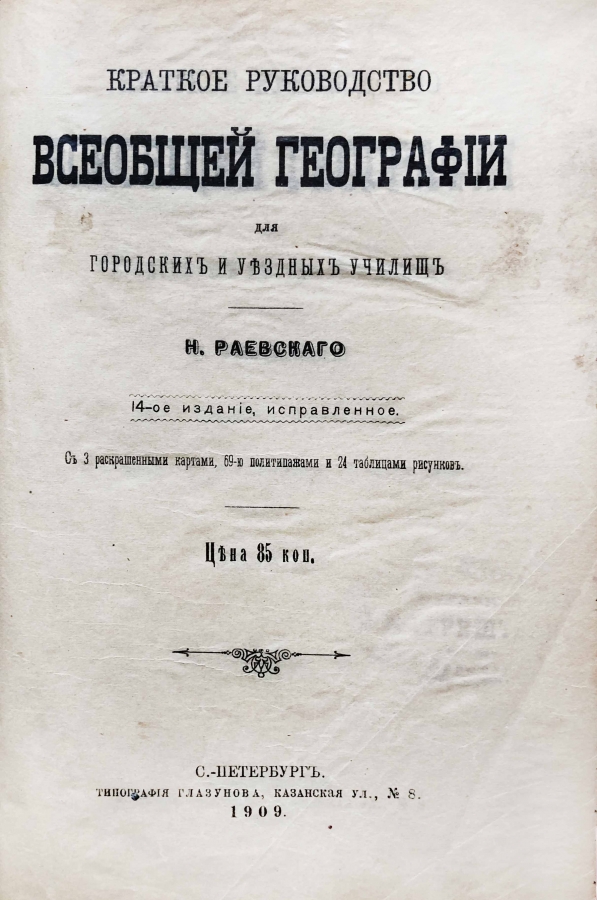 КРАТКОЕ РУКОВОДСТВО
ВСЕОБЩЕЙ ГЕОГРАФІИ
для
ГОРОДСКИХЪ И УѢЗДНЫХЪ УЧИЛИЩЪ
Н. РАЕВСКАГО
14-ое изданіе, исправленное.
Съ 3 раскрашенными картами, 69-ю политипажами и 24 таблицами рисунковъ.
Цѣна 85 коп.
С.-ПЕТЕРБУРГЪ.
ТИПОГРАФІЯ ГЛАЗУНОВА, КАЗАНСКАЯ УЛ., № 8.
1909.